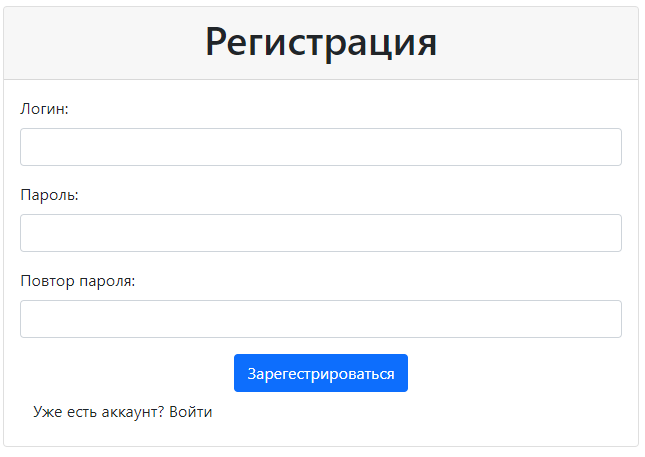 Регистрация
Логин:
Пароль:
Повтор пароля:
Зарегестрироваться
Уже есть аккаунт? Войти